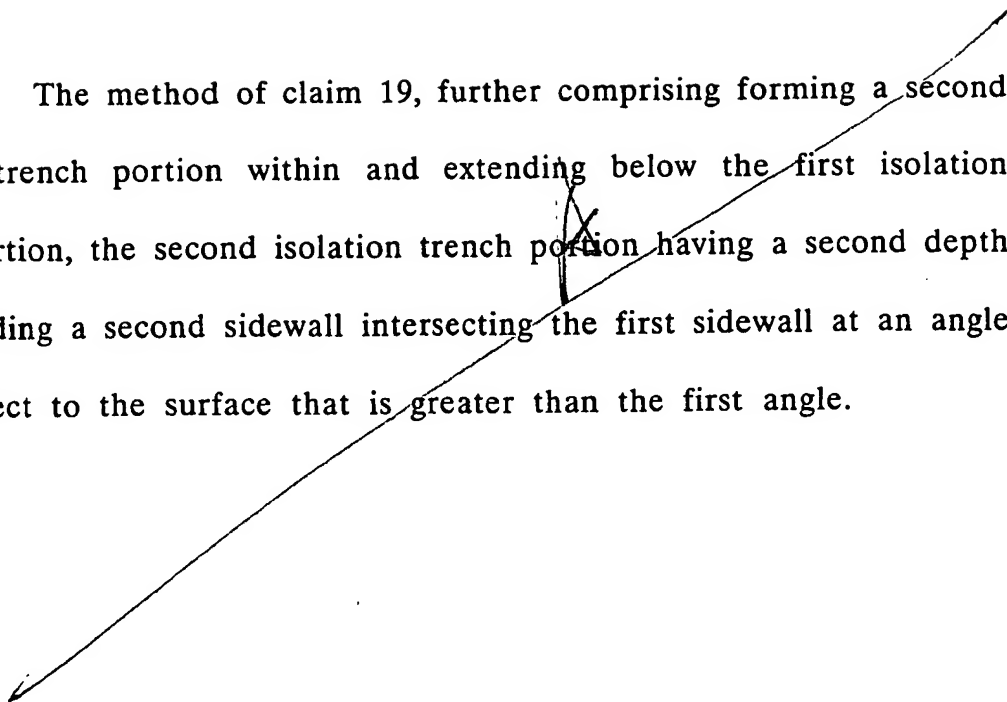 The method of claim 19, further comprising forming a second
trench portion within and extending below the first isolation
rtion, the second isolation trench portion having a second depth
ding a second sidewall intersecting the first sidewall at an angle
ect to the surface that is greater than the first angle.